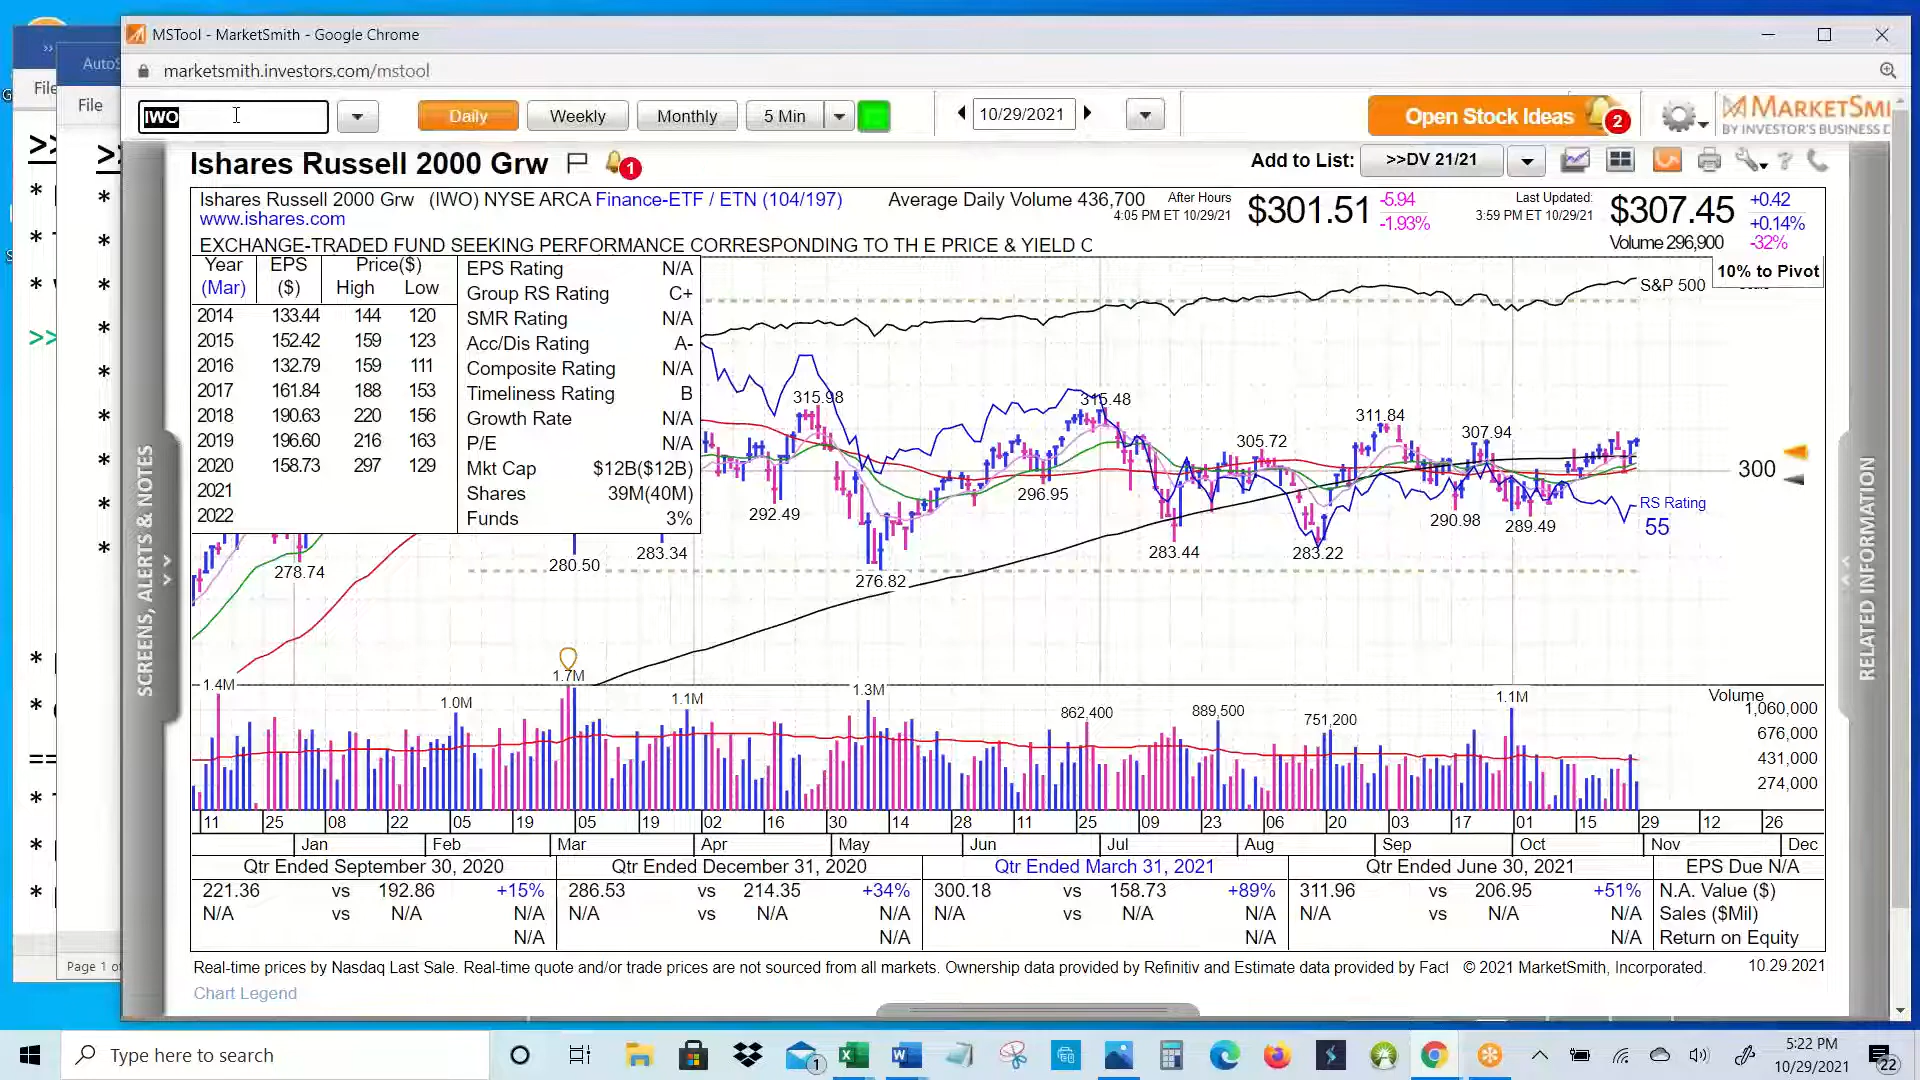 MSTool - MarketSmith - Google Chrome
marketsmith.investors.com/mstool
AutoS
File
File
IWO
Daily
Weekly
Monthly
5 Min
10/29/2021
Open Stock Ideas
2
MARKETSMI
BY INVESTOR'S BUSINESS D
Ishares Russell 2000 Grw
1
Add to List:
>>DV 21/21
Ishares Russell 2000 Grw (IWO) NYSE ARCA Finance-ETF / ETN (104/197) Average Daily Volume 436,700
www.ishares.com
After Hours
4:05 PM ET 10/29/21
$301.51
-5.94
-1.93%
Last Updated:
3:59 PM ET 10/29/21
$307.45
+0.42
+0.14%
Volume 296,900 -32%
EXCHANGE-TRADED FUND SEEKING PERFORMANCE CORRESPONDING TO TH E PRICE & YIELD C
10% to Pivot
Year EPS Price($)
(Mar) ($) High Low
2014 133.44 144 120
2015 152.42 159 123
2016 132.79 159 111
2017 161.84 188 153
2018 190.63 220 156
2019 196.60 216 163
2020 158.73 297 129
2021
2022
EPS Rating N/A
Group RS Rating C+
SMR Rating N/A
Acc/Dis Rating A-
Composite Rating N/A
Timeliness Rating B
Growth Rate N/A
P/E N/A
Mkt Cap $12B($12B)
Shares 39M(40M)
Funds 3%
S&P 500
315.98
315.48
311.84
305.72
307.94
300
296.95
292.49
290.98
289.49
RS Rating
55
283.34
283.44
283.22
280.50
278.74
276.82
1.4M
1.0M
1.7M
1.1M
1.3M
862,400
889,500
751,200
1.1M
Volume
1,060,000
676,000
431,000
274,000
11 25 08 22 05 19 05 19 02 16 30 14 28 11 25 09 23 06 20 03 17 01 15 29 12 26
Jan Feb Mar Apr May Jun Jul Aug Sep Oct Nov Dec
Qtr Ended September 30, 2020 Qtr Ended December 31, 2020 Qtr Ended March 31, 2021 Qtr Ended June 30, 2021 EPS Due N/A
221.36 vs 192.86 +15% 286.53 vs 214.35 +34% 300.18 vs 158.73 +89% 311.96 vs 206.95 +51% N.A. Value ($)
N/A vs N/A N/A N/A vs N/A N/A N/A vs N/A N/A N/A vs N/A N/A Sales ($Mil)
N/A N/A N/A N/A Return on Equity
Real-time prices by Nasdaq Last Sale. Real-time quote and/or trade prices are not sourced from all markets. Ownership data provided by Refinitiv and Estimate data provided by Fact © 2021 MarketSmith, Incorporated. 10.29.2021
Chart Legend
SCREENS, ALERTS & NOTES
RELATED INFORMATION
Page 1 of
Type here to search
1
5:22 PM
10/29/2021
22